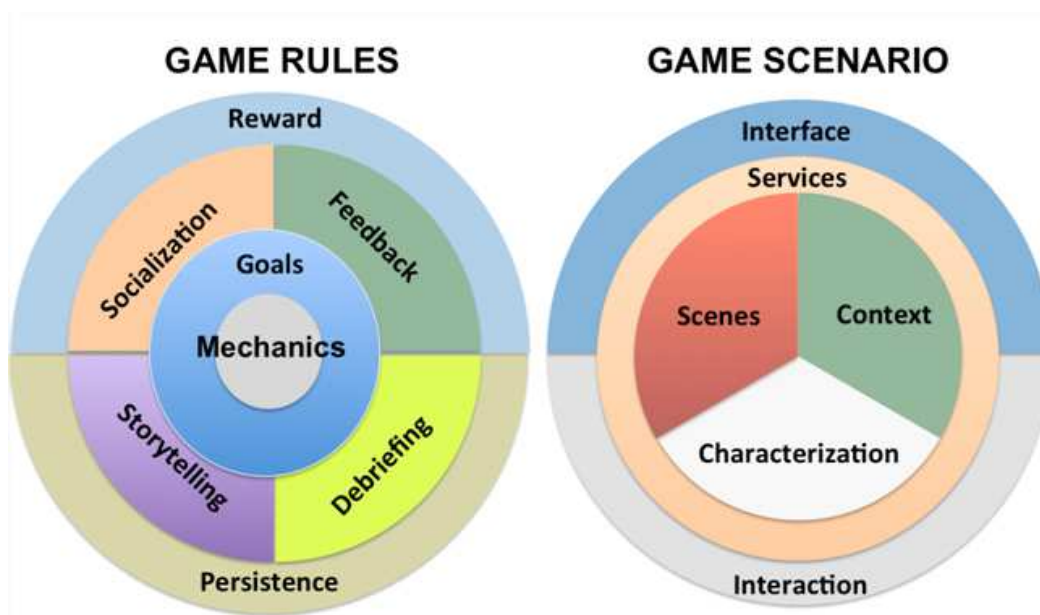 GAME RULES
Reward
Socialization
Feedback
Goals
Mechanics
Storytelling
Debriefing
Persistence
GAME SCENARIO
Interface
Services
Scenes
Context
Characterization
Interaction